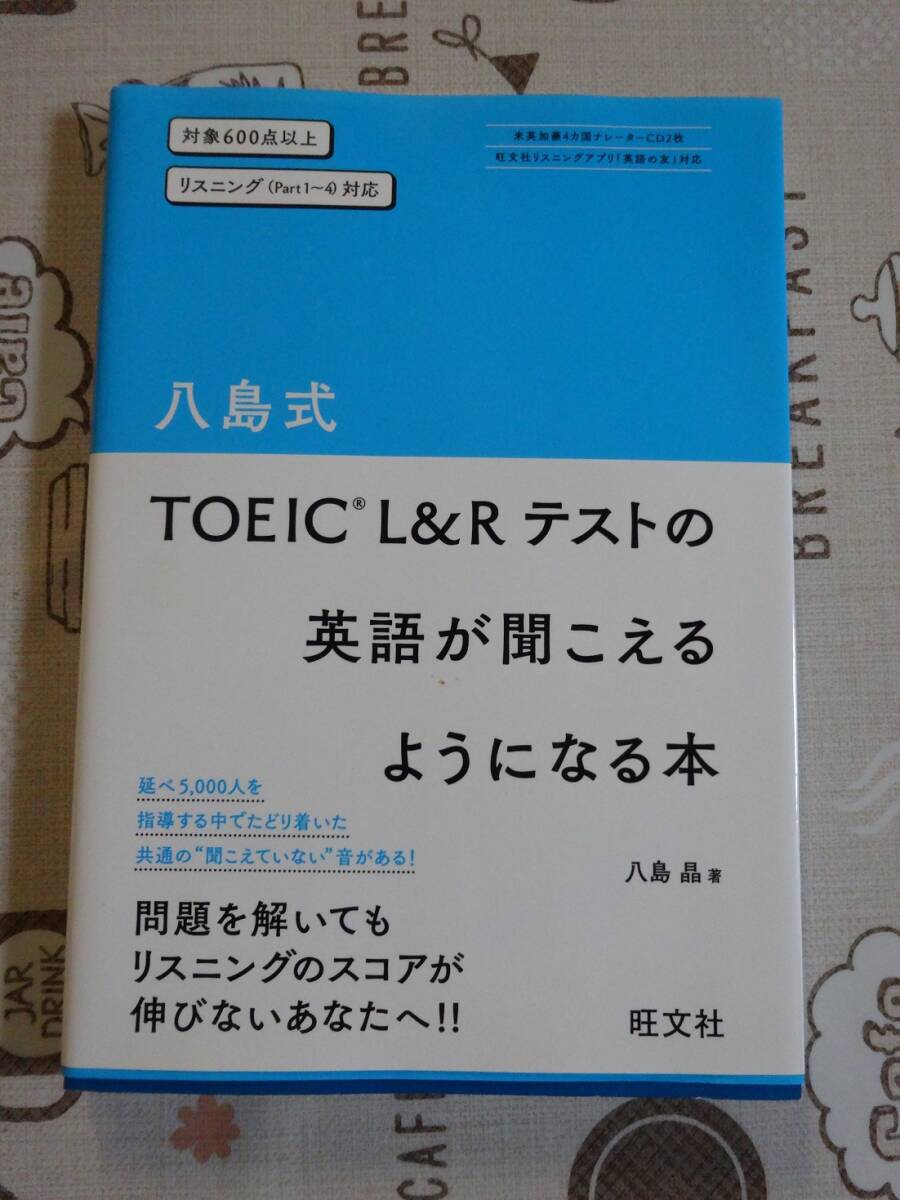 対象600点以上
リスニング（Part 1～4）対応
米英加豪4カ国ナレーターCD2枚
旺文社リスニングアプリ「英語の友」対応
八島式
TOEIC® L&R テストの
英語が聞こえる
ようになる本
延べ5,000人を
指導する中でたどり着いた
共通の“聞こえていない”音がある!
八島 晶 著
問題を解いても
リスニングのスコアが
伸びないあなたへ!!
旺文社
BREAKFAST
BRE
JAR
DRINK
CAFE